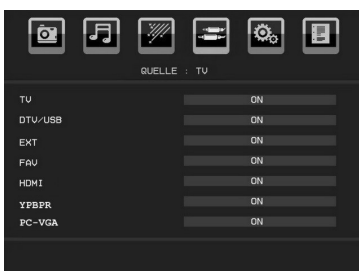 QUELLE : TV
TV ON
DTV/USB ON
EXT ON
FAV ON
HDMI ON
YPBPR ON
PC-VGA ON